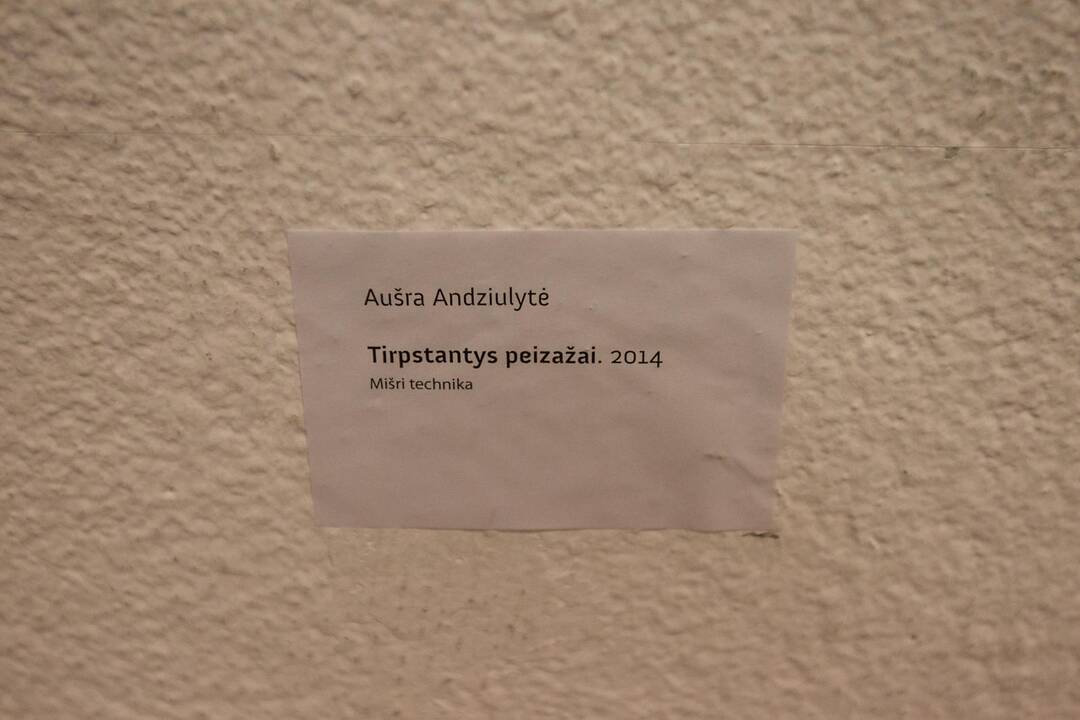 Aušra Andziulytė
Tirpstantys peizažai. 2014
Mišri technika